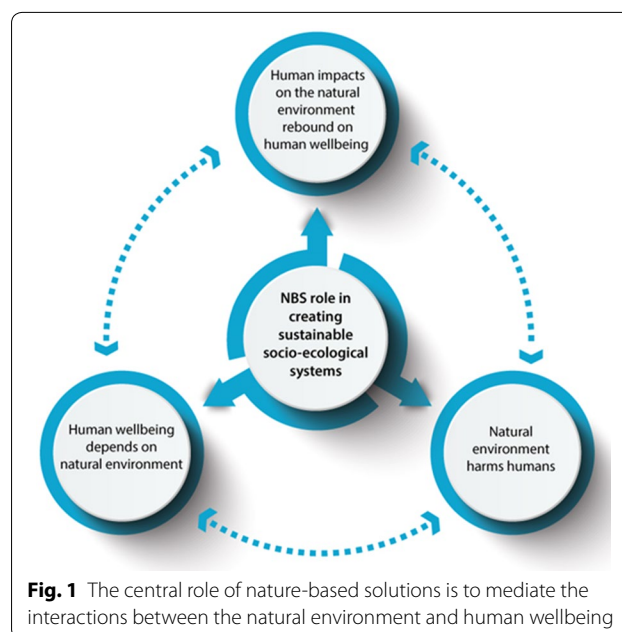 Human impacts
on the natural
environment
rebound on
human wellbeing
NBS role in
creating
sustainable
socio-ecological
systems
Human wellbeing
depends on
natural environment
Natural
environment
harms humans
Fig. 1 The central role of nature-based solutions is to mediate the
interactions between the natural environment and human wellbeing